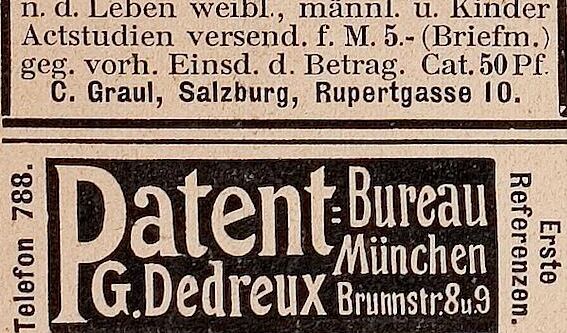 n. d. Leben weibl., männl. u. Kinder
Actstudien versend. f. M. 5.- (Briefm.)
geg. vorh. Einsd. d. Betrag. Cat. 50 Pf.
C. Graul, Salzburg, Rupertgasse 10.
Telefon 788.
Patent=Bureau
G. Dedreux
München
Brunnstr. 8 u. 9
Erste
Referenzen.